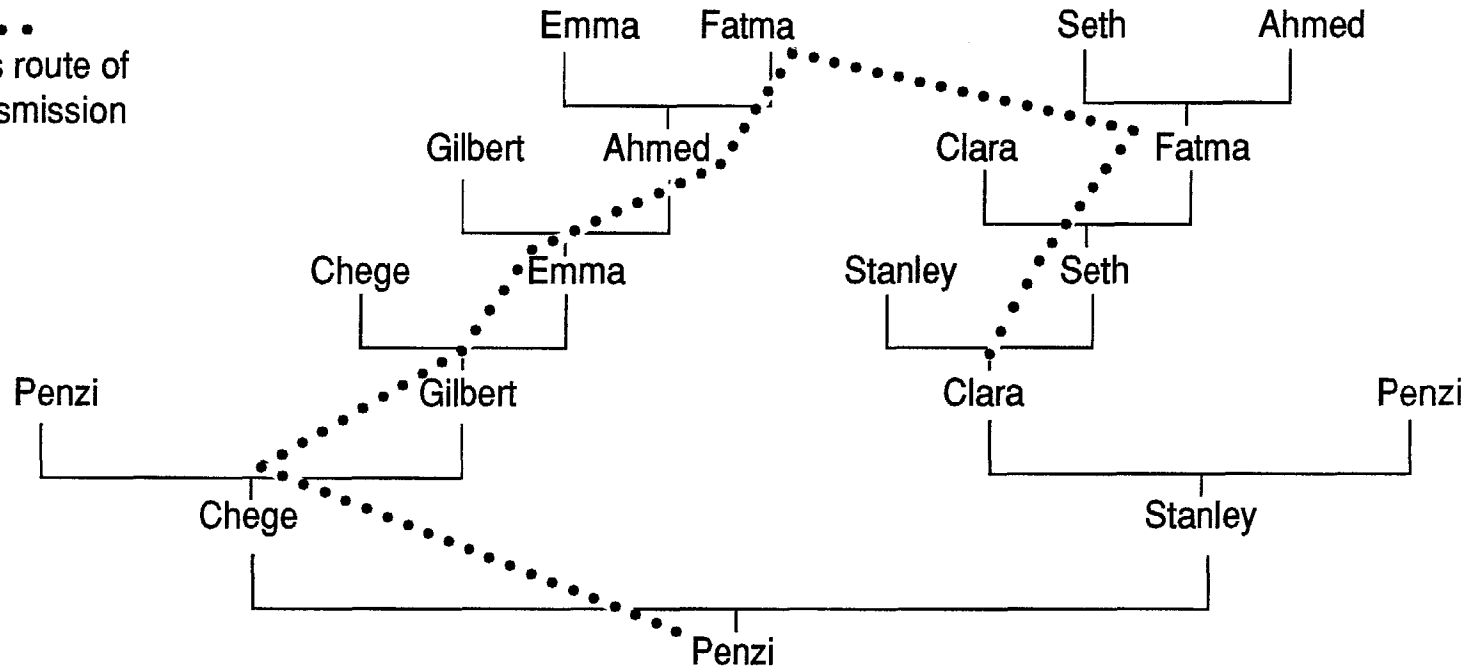 Emma Fatma Seth Ahmed
s route of
smission
Gilbert Ahmed Clara Fatma
Chege Emma Stanley Seth
Penzi Gilbert Clara Penzi
Chege Stanley
Penzi